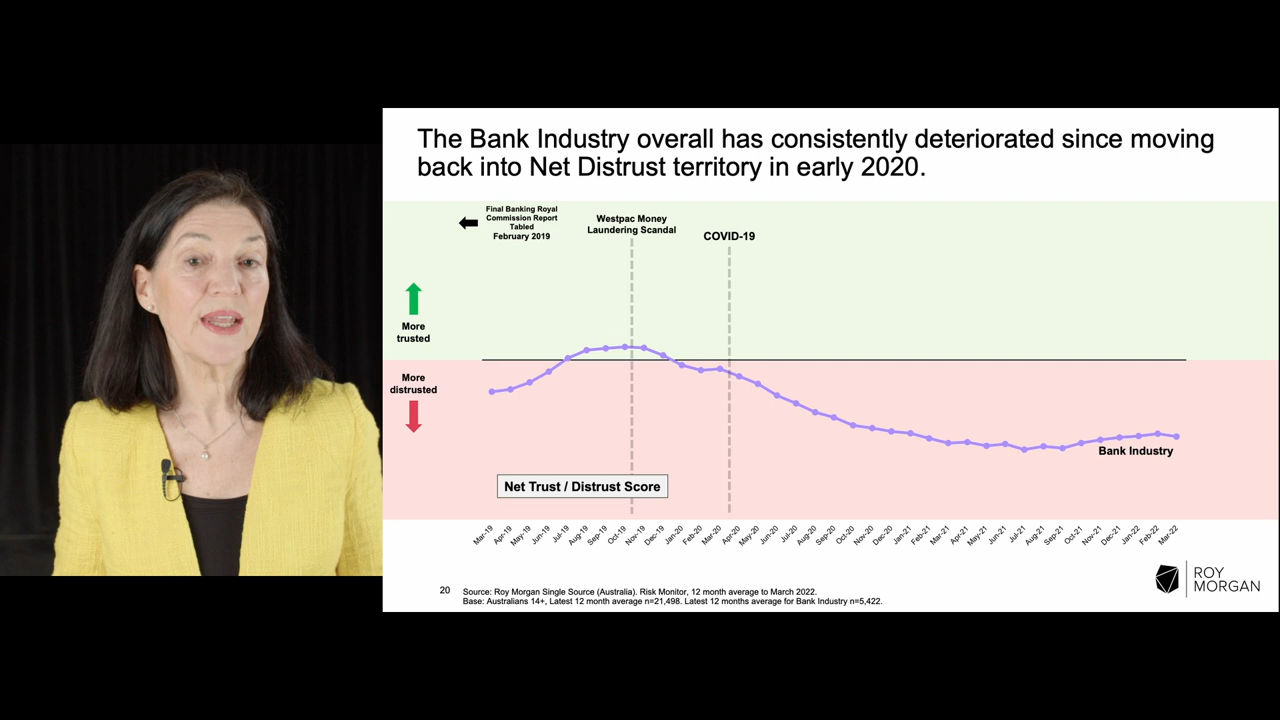 The Bank Industry overall has consistently deteriorated since moving
back into Net Distrust territory in early 2020.
Final Banking Royal
Commission Report
Tabled
February 2019
Westpac Money
Laundering Scandal
COVID-19
More
trusted
More
distrusted
Bank Industry
Net Trust / Distrust Score
Mar-19
Apr-19
May-19
Jun-19
Jul-19
Aug-19
Sep-19
Oct-19
Nov-19
Dec-19
Jan-20
Feb-20
Mar-20
Apr-20
May-20
Jun-20
Jul-20
Aug-20
Sep-20
Oct-20
Nov-20
Dec-20
Jan-21
Feb-21
Mar-21
Apr-21
May-21
Jun-21
Jul-21
Aug-21
Sep-21
Oct-21
Nov-21
Dec-21
Jan-22
Feb-22
Mar-22
20
Source: Roy Morgan Single Source (Australia). Risk Monitor, 12 month average to March 2022.
Base: Australians 14+, Latest 12 month average n=21,498. Latest 12 months average for Bank Industry n=5,422.
ROY
MORGAN